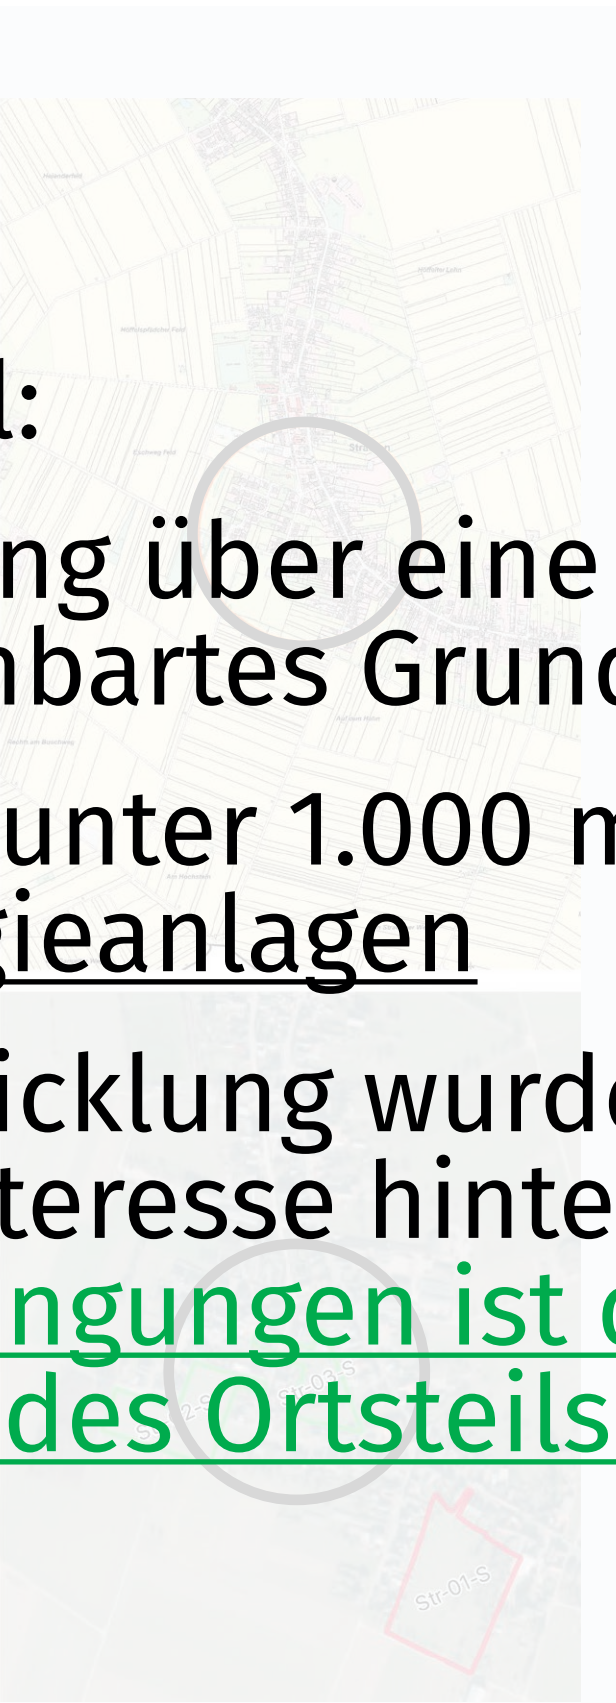 l:
ng über eine
nbartes Grund
unter 1.000 m
gieanlagen
icklung wurde
teresse hinte
ngungen ist d
des Ortsteils
Str-03-S
Str-01-S